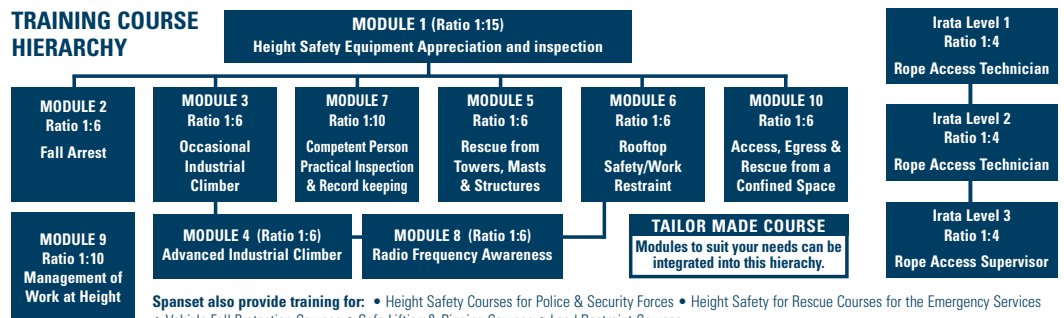 TRAINING COURSE
HIERARCHY
MODULE 1 (Ratio 1:15)
Height Safety Equipment Appreciation and inspection
MODULE 2
Ratio 1:6
Fall Arrest
MODULE 3
Ratio 1:6
Occasional
Industrial
Climber
MODULE 7
Ratio 1:10
Competent Person
Practical Inspection
& Record keeping
MODULE 5
Ratio 1:6
Rescue from
Towers, Masts
& Structures
MODULE 6
Ratio 1:6
Rooftop
Safety/Work
Restraint
MODULE 10
Ratio 1:6
Access, Egress &
Rescue from a
Confined Space
MODULE 9
Ratio 1:10
Management of
Work at Height
MODULE 4 (Ratio 1:6)
Advanced Industrial Climber
MODULE 8 (Ratio 1:6)
Radio Frequency Awareness
TAILOR MADE COURSE
Modules to suit your needs can be
integrated into this hierachy.
Irata Level 1
Ratio 1:4
Rope Access Technician
Irata Level 2
Ratio 1:4
Rope Access Technician
Irata Level 3
Ratio 1:4
Rope Access Supervisor
Spanset also provide training for: • Height Safety Courses for Police & Security Forces • Height Safety for Rescue Courses for the Emergency Services